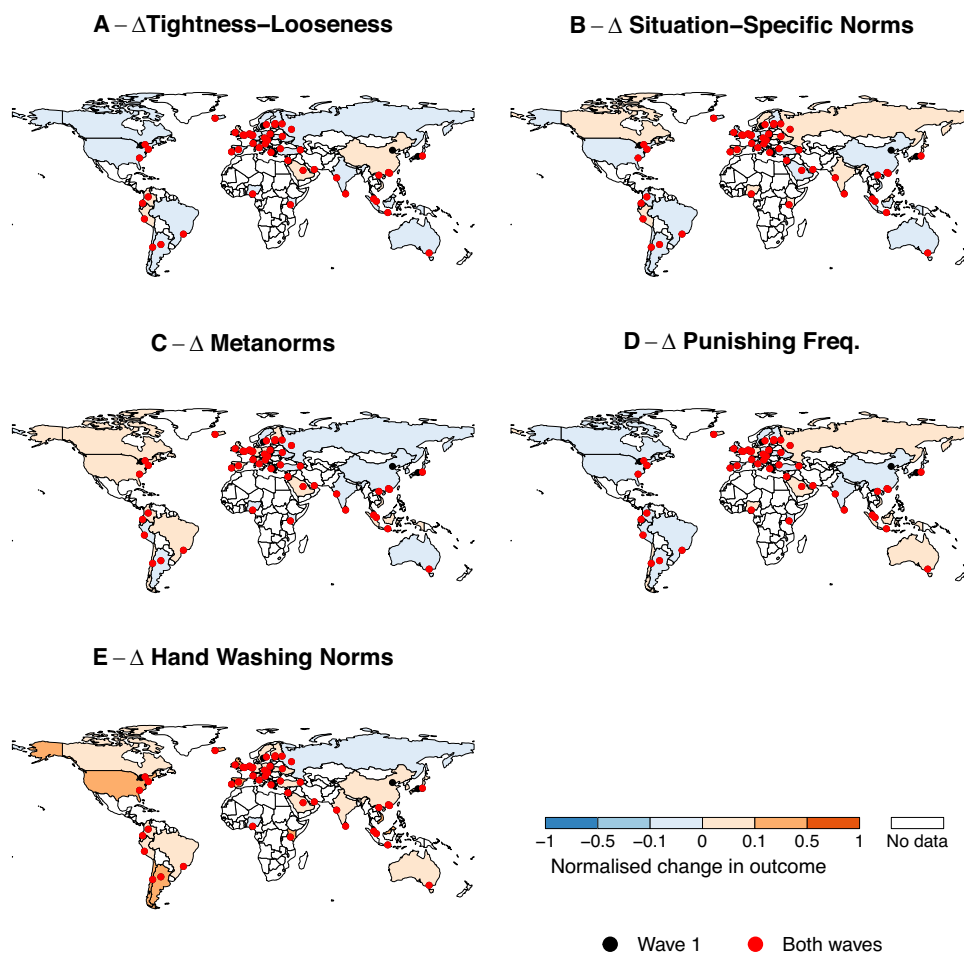 A – ΔTightness–Looseness
B – Δ Situation–Specific Norms
C – Δ Metanorms
D – Δ Punishing Freq.
E – Δ Hand Washing Norms
−1 −0.5 −0.1 0 0.1 0.5 1 No data
Normalised change in outcome
Wave 1 Both waves